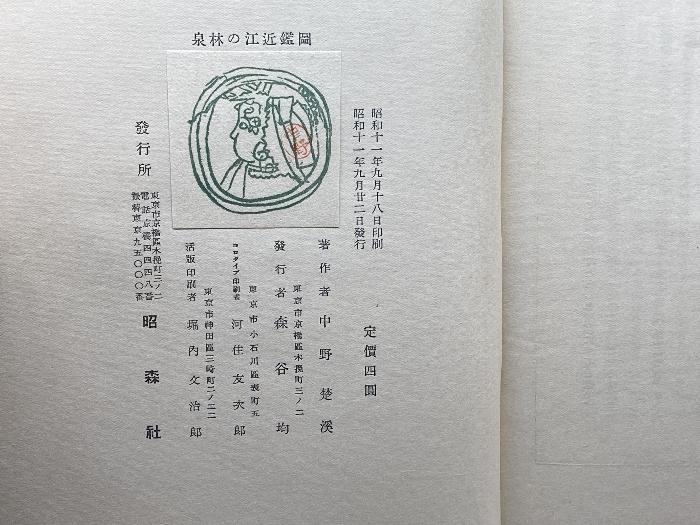 泉林の江近鑑圖
昭和十一年九月十八日印刷
昭和十一年九月廿二日發行
定價四圓
著作者 中野楚溪
東京市京橋區木挽町三ノ二
發行者 森谷均
東京市小石川區表町五
コロタイプ印刷者 河住友次郎
東京市神田區三崎町二ノ二二
活版印刷者 堀內文治郎
發行所
東京市京橋區木挽町三ノ二
電話京橋四四四八番
振替東京九五〇〇〇番
昭森社